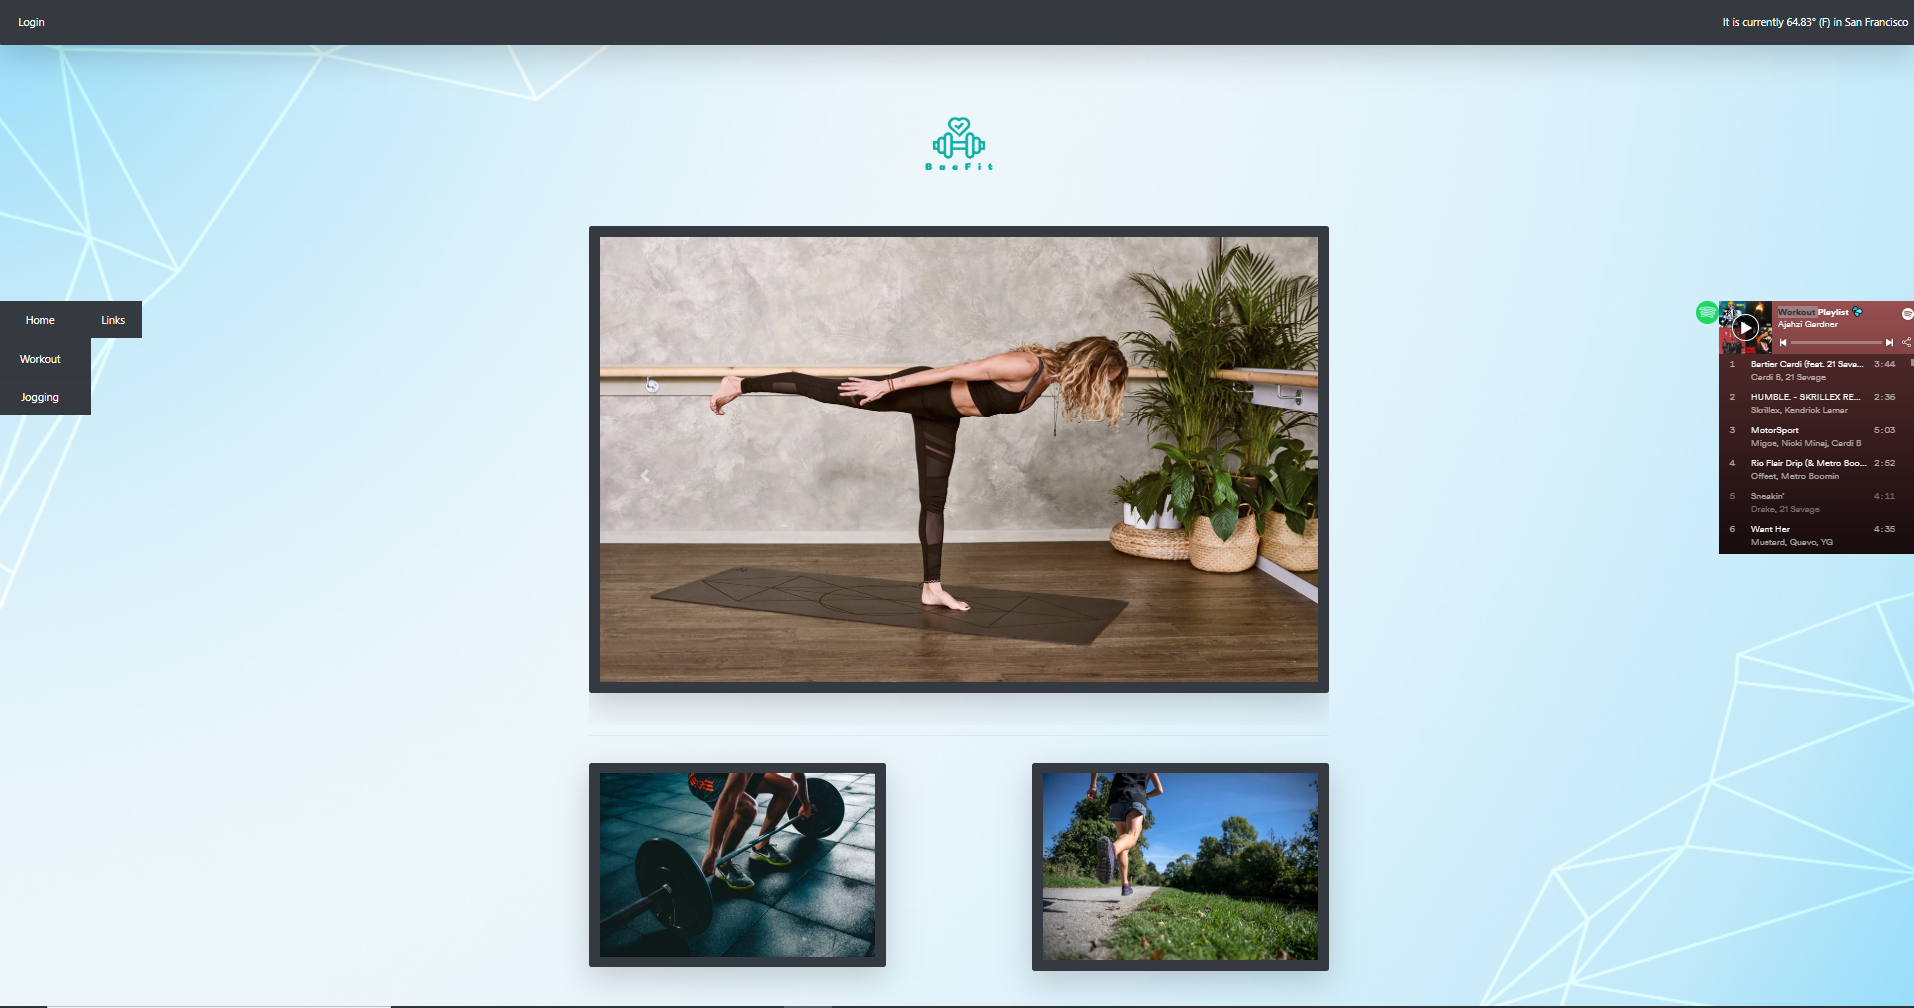 Login
It is currently 64.83° (F) in San Francisco
BaeFit
Home
Links
Workout
Jogging
Workout Playlist
Ajahzi Gardner
1 Bartier Cardi (feat. 21 Sava... 3:44
Cardi B, 21 Savage
2 HUMBLE. - SKRILLEX RE... 2:36
Skrillex, Kendrick Lamar
3 MotorSport 5:03
Migos, Nicki Minaj, Cardi B
4 Ric Flair Drip (& Metro Boo... 2:52
Offset, Metro Boomin
5 Sneakin' 4:11
Drake, 21 Savage
6 Want Her 4:35
Mustard, Quavo, YG